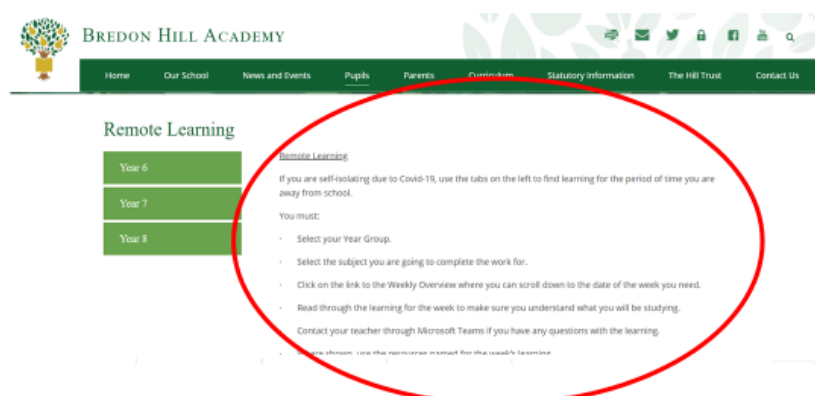 BREDON HILL ACADEMY
Home Our School News and Events Pupils Parents Curriculum Statutory Information The Hill Trust Contact Us
Remote Learning
Year 6
Year 7
Year 8
Remote Learning
If you are self-isolating due to Covid-19, use the tabs on the left to find learning for the period of time you are
away from school.
You must:
· Select your Year Group.
· Select the subject you are going to complete the work for.
· Click on the link to the Weekly Overview where you can scroll down to the date of the week you need.
· Read through the learning for the week to make sure you understand what you will be studying.
Contact your teacher through Microsoft Teams if you have any questions with the learning.
· Where shown, use the resources named for the week's learning